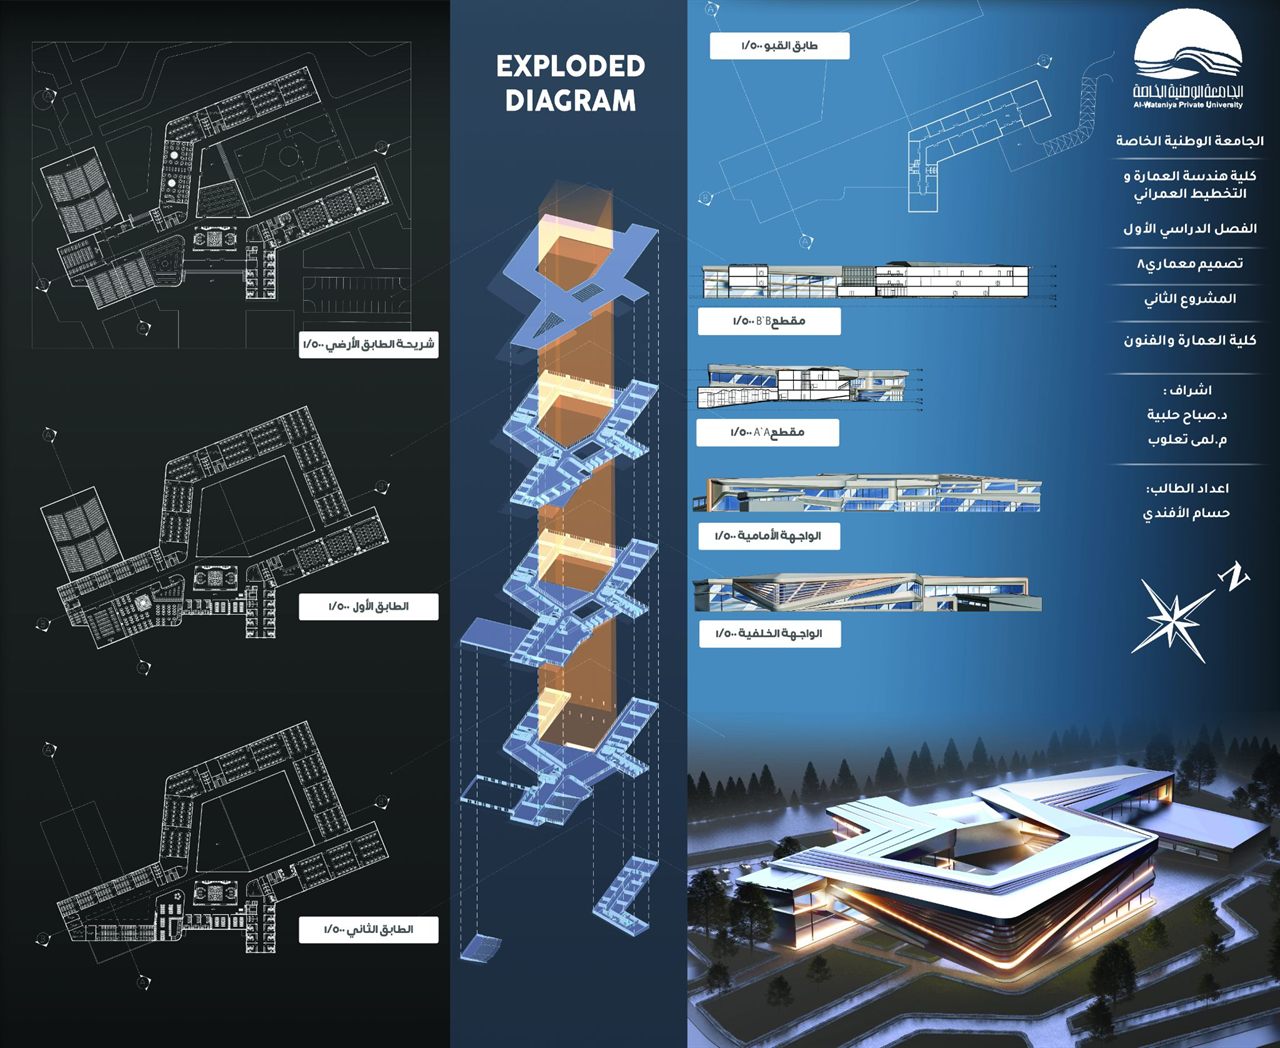 EXPLODED
DIAGRAM
شريحة الطابق الأرضي ١/٥٠٠
الطابق الأول ١/٥٠٠
الطابق الثاني ١/٥٠٠
طابق القبو ١/٥٠٠
مقطع B`B ١/٥٠٠
مقطع A`A ١/٥٠٠
الواجهة الأمامية ١/٥٠٠
الواجهة الخلفية ١/٥٠٠
الجامعة الوطنية الخاصة
Al-Wataniya Private University
الجامعة الوطنية الخاصة
كلية هندسة العمارة و
التخطيط العمراني
الفصل الدراسي الأول
تصميم معماري٨
المشروع الثاني
كلية العمارة والفنون
اشراف :
د.صباح حلبية
م.لمى تعلوب
اعداد الطالب:
حسام الأفندي
N